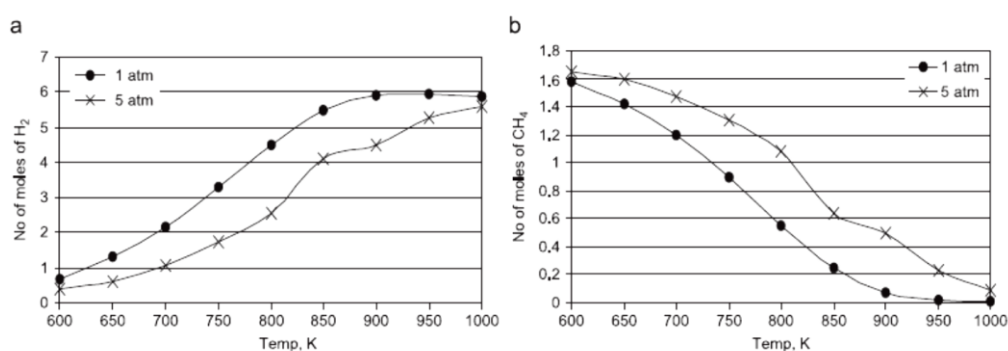 a
7
6
5
4
3
2
1
0
No of moles of H2
1 atm
5 atm
600 650 700 750 800 850 900 950 1000
Temp, K
b
1.8
1.6
1.4
1.2
1
0.8
0.6
0.4
0.2
0
No of moles of CH4
1 atm
5 atm
600 650 700 750 800 850 900 950 1000
Temp, K